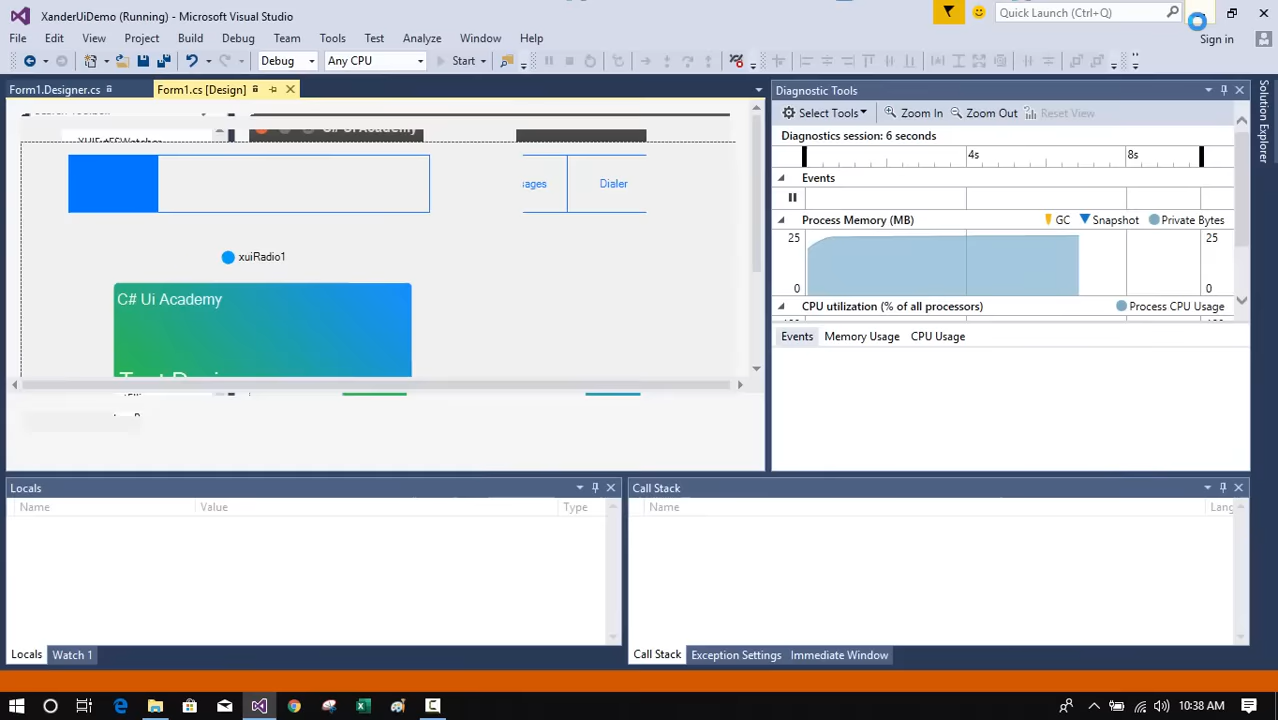 XanderUiDemo (Running) - Microsoft Visual Studio
Quick Launch (Ctrl+Q)
File Edit View Project Build Debug Team Tools Test Analyze Window Help
Sign in
Debug Any CPU Start
Form1.Designer.cs Form1.cs [Design]
C# Ui Academy
sages Dialer
xuiRadio1
C# Ui Academy
Diagnostic Tools
Select Tools Zoom In Zoom Out Reset View
Diagnostics session: 6 seconds
4s 8s
Events
Process Memory (MB) GC Snapshot Private Bytes
25 25
0 0
CPU utilization (% of all processors) Process CPU Usage
Events Memory Usage CPU Usage
Solution Explorer
Locals
Name Value Type
Locals Watch 1
Call Stack
Name Lang
Call Stack Exception Settings Immediate Window
10:38 AM